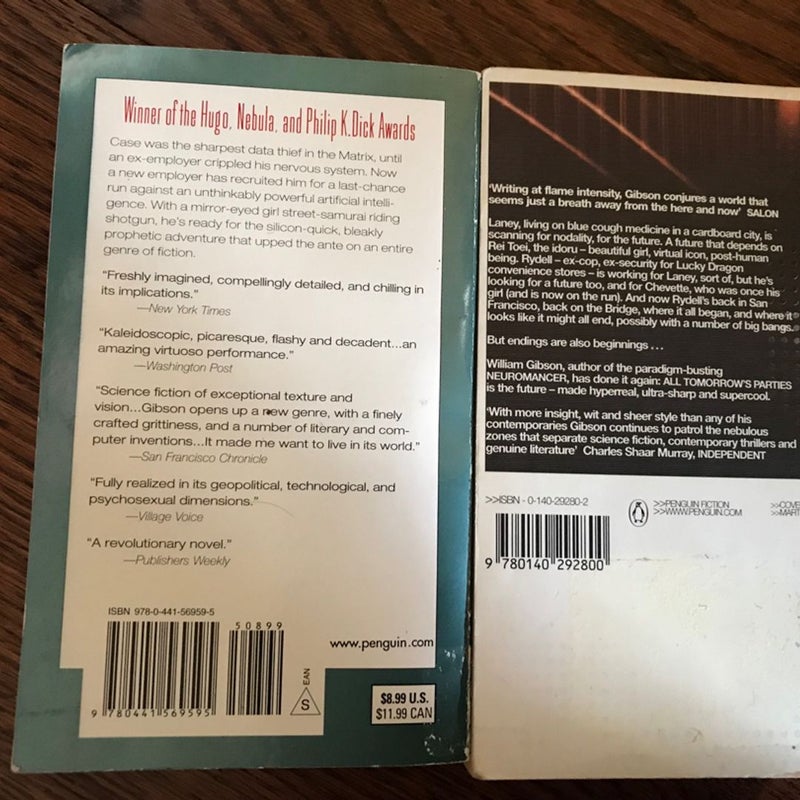 Winner of the Hugo, Nebula, and Philip K. Dick Awards
Case was the sharpest data thief in the Matrix, until
an ex-employer crippled his nervous system. Now
a new employer has recruited him for a last-chance
run against an unthinkably powerful artificial intelli-
gence. With a mirror-eyed girl street-samurai riding
shotgun, he's ready for the silicon-quick, bleakly
prophetic adventure that upped the ante on an entire
genre of fiction.
"Freshly imagined, compellingly detailed, and chilling in
its implications."
—New York Times
"Kaleidoscopic, picaresque, flashy and decadent...an
amazing virtuoso performance."
—Washington Post
"Science fiction of exceptional texture and
vision...Gibson opens up a new genre, with a finely
crafted grittiness, and a number of literary and com-
puter inventions...It made me want to live in its world."
—San Francisco Chronicle
"Fully realized in its geopolitical, technological, and
psychosexual dimensions."
—Village Voice
"A revolutionary novel."
—Publishers Weekly
ISBN 978-0-441-56959-5
50899
9 780441 569595
EAN
S
www.penguin.com
$8.99 U.S.
$11.99 CAN
'Writing at flame intensity, Gibson conjures a world that
seems just a breath away from the here and now' SALON
Laney, living on blue cough medicine in a cardboard city, is
scanning for nodality, for the future. A future that depends on
Rei Toei, the idoru – beautiful girl, virtual icon, post-human
being. Rydell – ex-cop, ex-security for Lucky Dragon
convenience stores – is working for Laney, sort of, but he's
looking for a future too, and for Chevette, who was once his
girl (and is now on the run). And now Rydell's back in San
Francisco, back on the Bridge, where it all began, and where it
looks like it might all end, possibly with a number of big bangs.
But endings are also beginnings ...
William Gibson, author of the paradigm-busting
NEUROMANCER, has done it again: ALL TOMORROW'S PARTIES
is the future – made hyperreal, ultra-sharp and supercool.
'With more insight, wit and sheer style than any of his
contemporaries Gibson continues to patrol the nebulous
zones that separate science fiction, contemporary thrillers and
genuine literature' Charles Shaar Murray, INDEPENDENT
>>ISBN - 0-140-29280-2
>>PENGUIN FICTION
>>WWW.PENGUIN.COM
>>COVE
>>MART
9 780140 292800